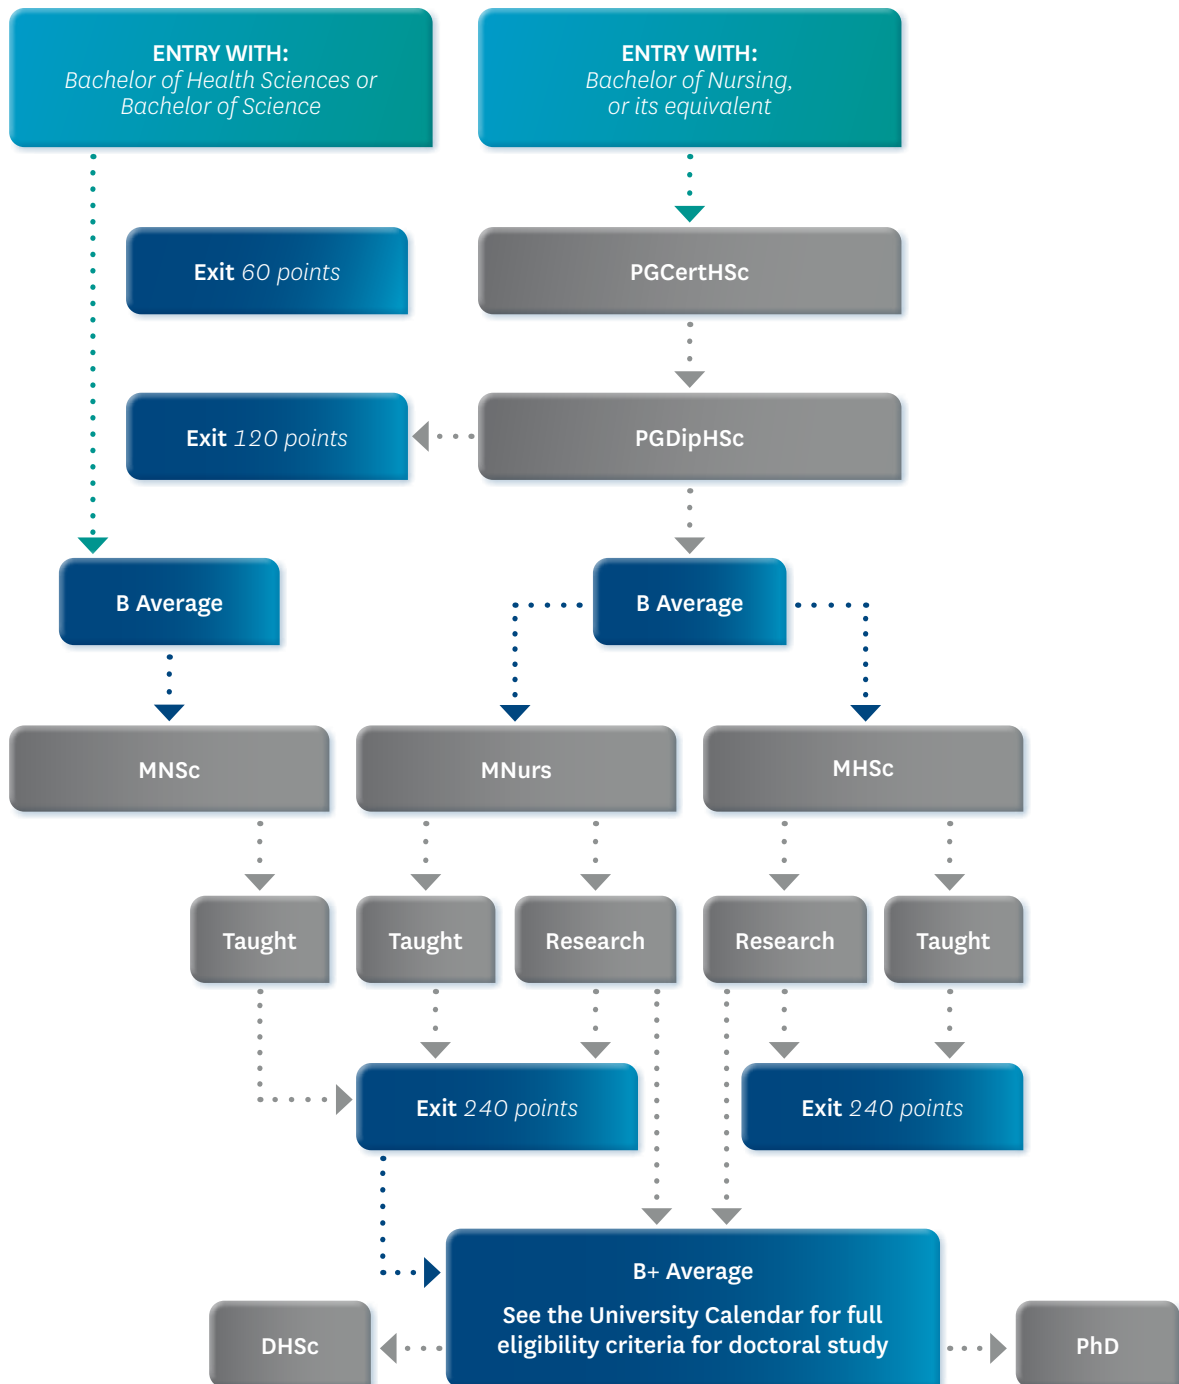 ENTRY WITH:
Bachelor of Health Sciences or
Bachelor of Science
ENTRY WITH:
Bachelor of Nursing,
or its equivalent
Exit 60 points
PGCertHSc
Exit 120 points
PGDipHSc
B Average
B Average
MNSc
MNurs
MHSc
Taught
Taught
Research
Research
Taught
Exit 240 points
Exit 240 points
B+ Average
See the University Calendar for full
eligibility criteria for doctoral study
DHSc
PhD